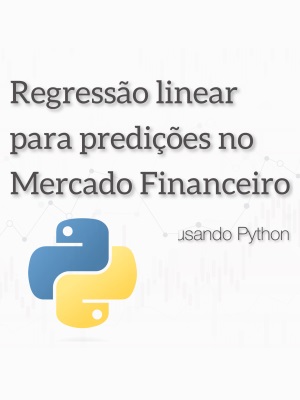 Regressão linear
para predições no
Mercado Financeiro
usando Python